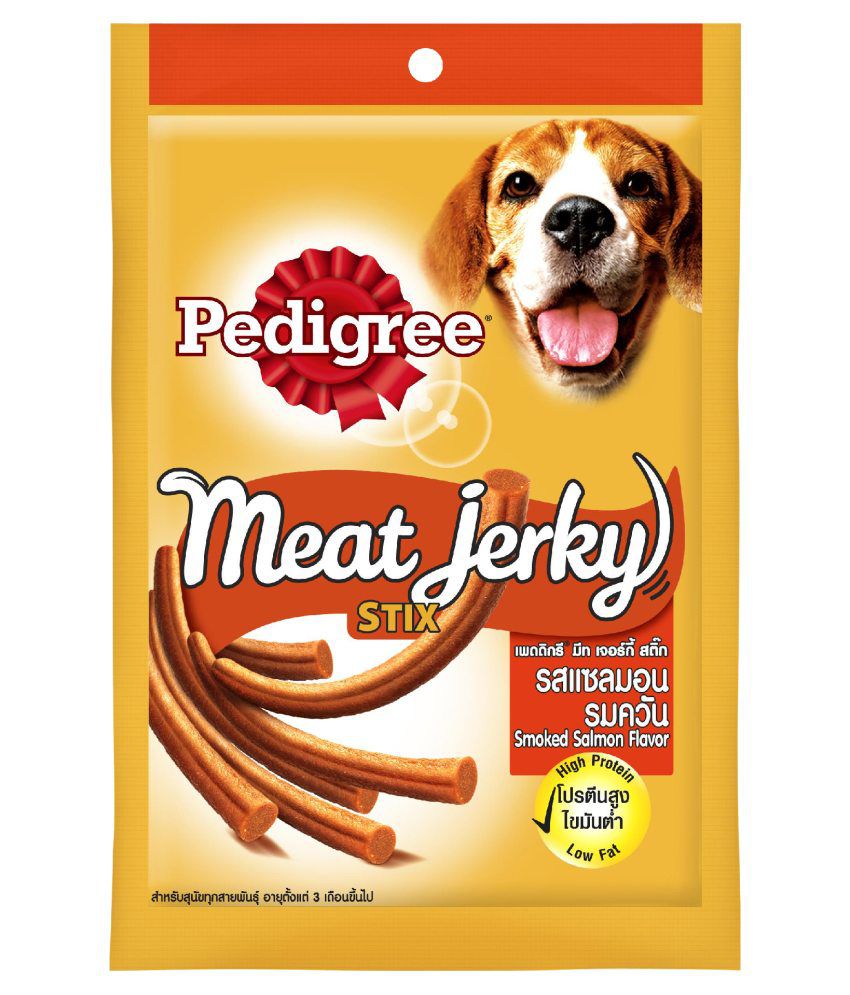 Pedigree®
Meat Jerky
STIX
เพดดิกรี® มีท เจอร์กี้ สติ๊ก
รสแซลมอน
รมควัน
Smoked Salmon Flavor
High Protein
โปรตีนสูง
ไขมันต่ำ
Low Fat
สำหรับสุนัขทุกสายพันธุ์ อายุตั้งแต่ 3 เดือนขึ้นไป